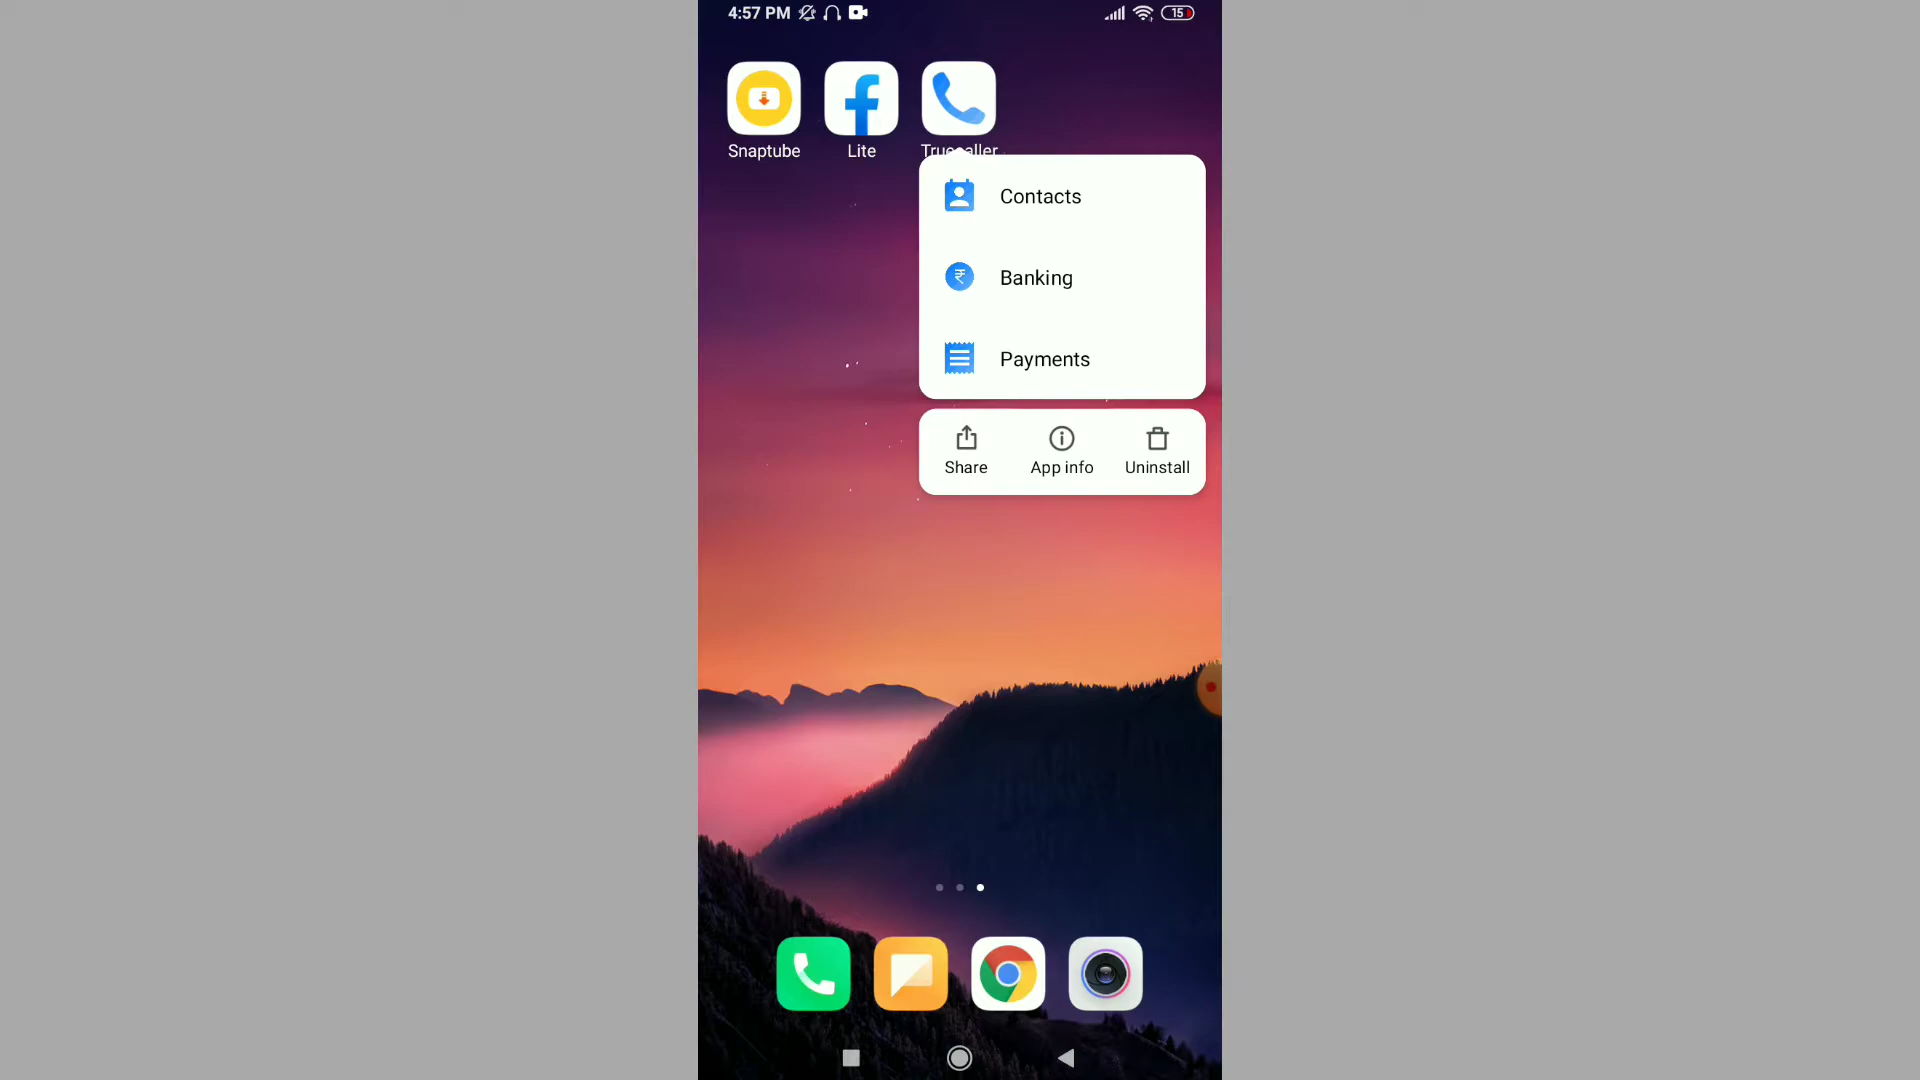 4:57 PM
15
Snaptube
Lite
Truecaller
Contacts
Banking
Payments
Share
App info
Uninstall